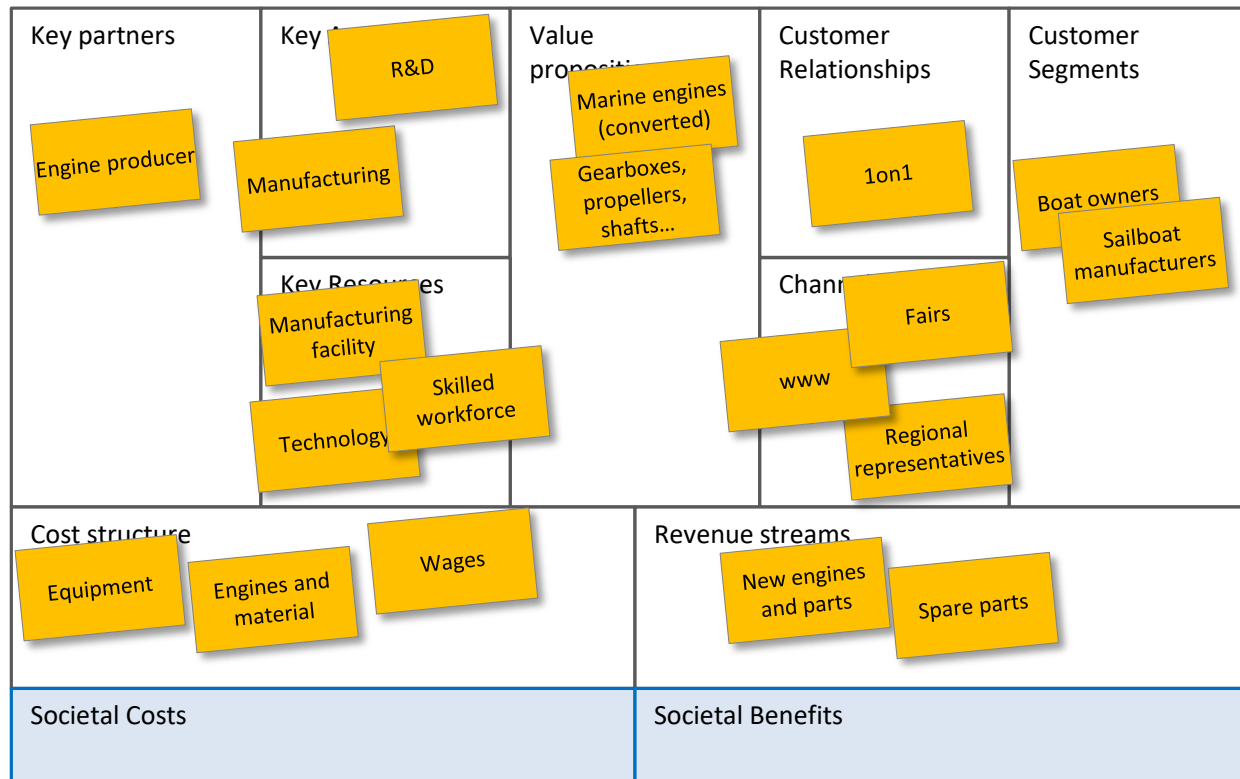 Key partners
Engine producer
Key
R&D
Manufacturing
Key Resources
Manufacturing
facility
Skilled
workforce
Technology
Value
Marine engines
(converted)
Gearboxes,
propellers,
shafts…
Customer
Relationships
1on1
Fairs
www
Regional
representatives
Customer
Segments
Boat owners
Sailboat
manufacturers
Cost structure
Equipment
Engines and
material
Wages
Revenue streams
New engines
and parts
Spare parts
Societal Costs
Societal Benefits